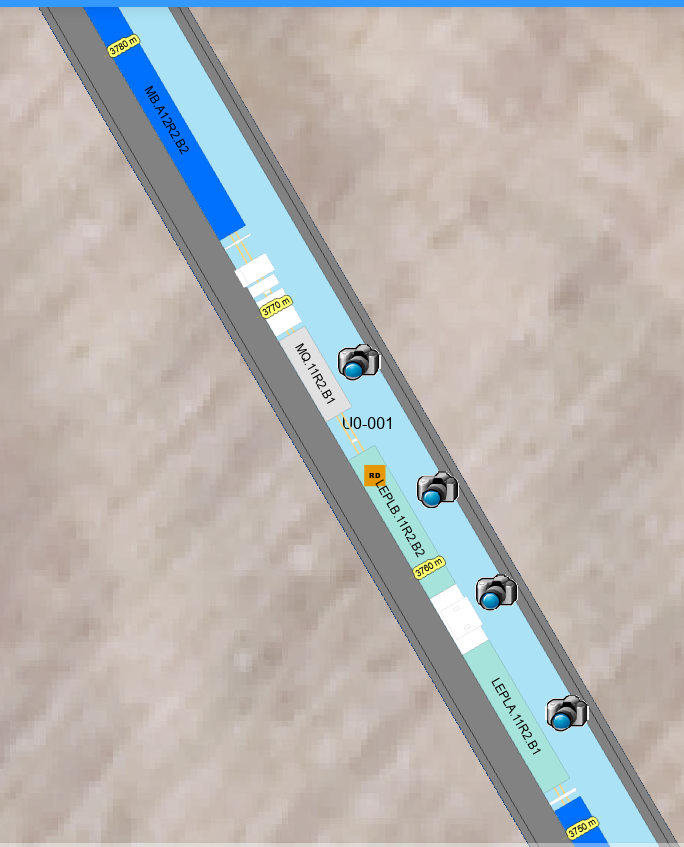 3780 m
MB.A12R2.B2
3770 m
MQ.11R2.B1
U0-001
RD
LEPLB.11R2.B2
3760 m
LEPLA.11R2.B1
3750 m